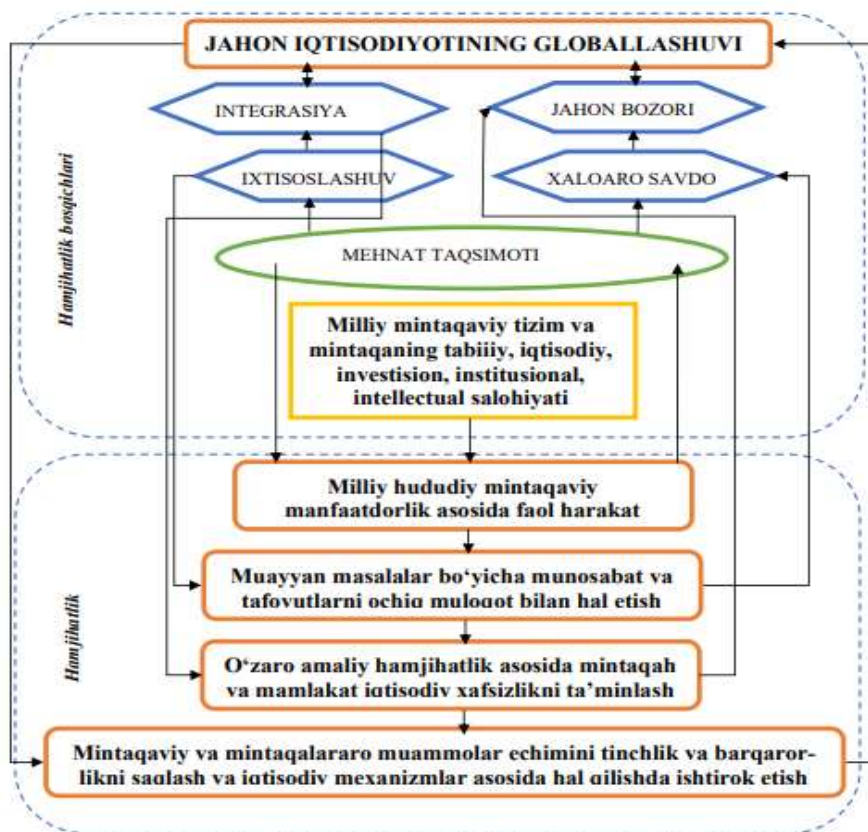 JAHON IQTISODIYOTINING GLOBALLASHUVI
INTEGRASIYA
JAHON BOZORI
IXTISOSLASHUV
XALOARO SAVDO
Hamjihatlik bosqichlari
MEHNAT TAQSIMOTI
Milliy mintaqaviy tizim va
mintaqaning tabiiiy, iqtisodiy,
investision, institusional,
intellectual salohiyati
Milliy hududiy mintaqaviy
manfaatdorlik asosida faol harakat
Muayyan masalalar bo‘yicha munosabat va
tafovutlarni ochiq muloqot bilan hal etish
Hamjihatlik
O‘zaro amaliy hamjihatlik asosida mintaqah
va mamlakat iqtisodiy xafsizlikni ta’minlash
Mintaqaviy va mintaqalararo muammolar echimini tinchlik va barqaror-
likni saqlash va iqtisodiy mexanizmlar asosida hal qilishda ishtirok etish